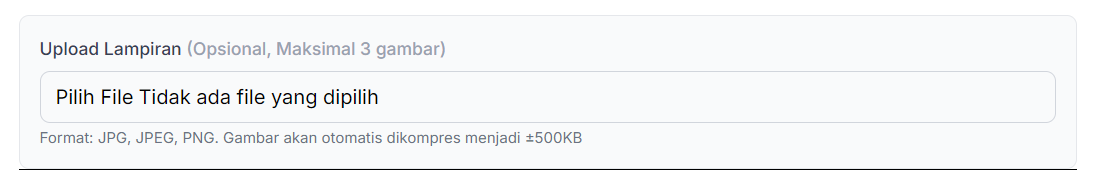 Upload Lampiran (Opsional, Maksimal 3 gambar)
Pilih File Tidak ada file yang dipilih
Format: JPG, JPEG, PNG. Gambar akan otomatis dikompres menjadi ±500KB